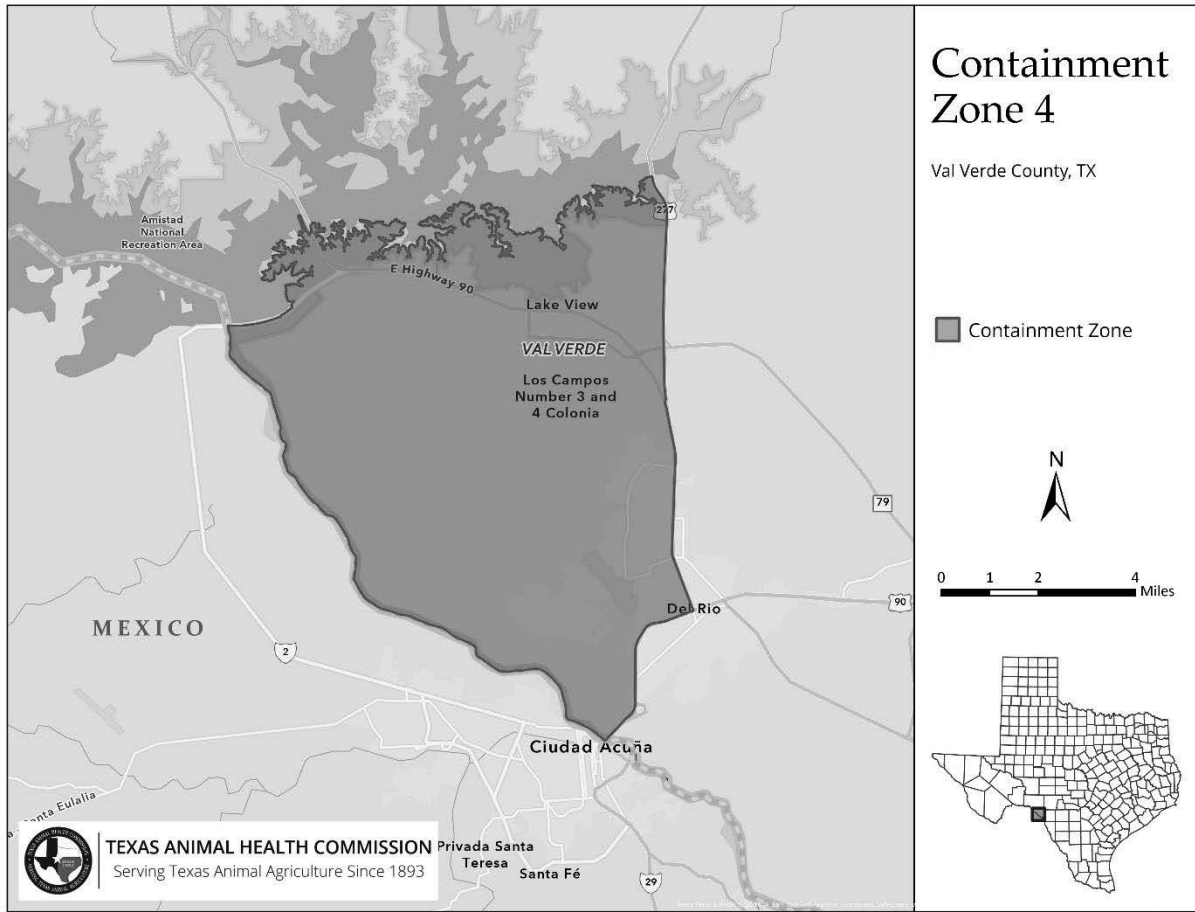 Containment
Zone 4
Val Verde County, TX
277
Amistad
National
Recreation Area
E Highway 90
Lake View
VAL VERDE
Containment Zone
Los Campos
Number 3 and
4 Colonia
N
79
0 1 2 4
Miles
90
Del Rio
MEXICO
2
Ciudad Acuña
Santa Eulalia
TEXAS ANIMAL HEALTH COMMISSION
Serving Texas Animal Agriculture Since 1893
Privada Santa
Teresa
Santa Fé
29